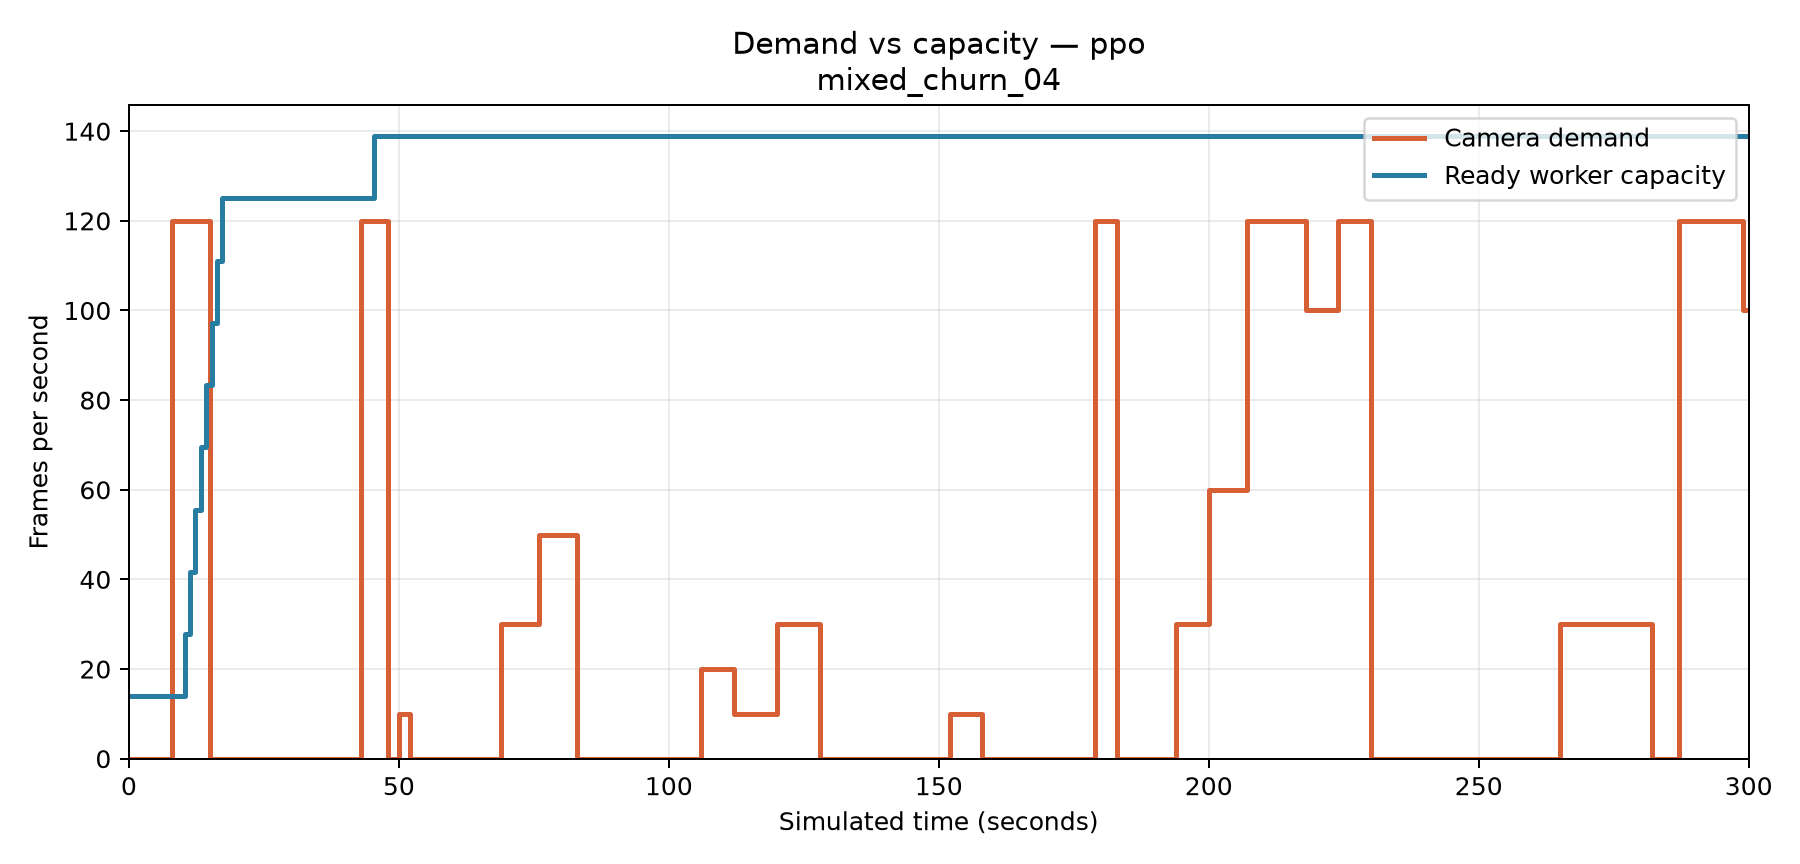 Demand vs capacity — ppo
mixed_churn_04
Camera demand
Ready worker capacity
Frames per second
140
120
100
80
60
40
20
0
0 50 100 150 200 250 300
Simulated time (seconds)